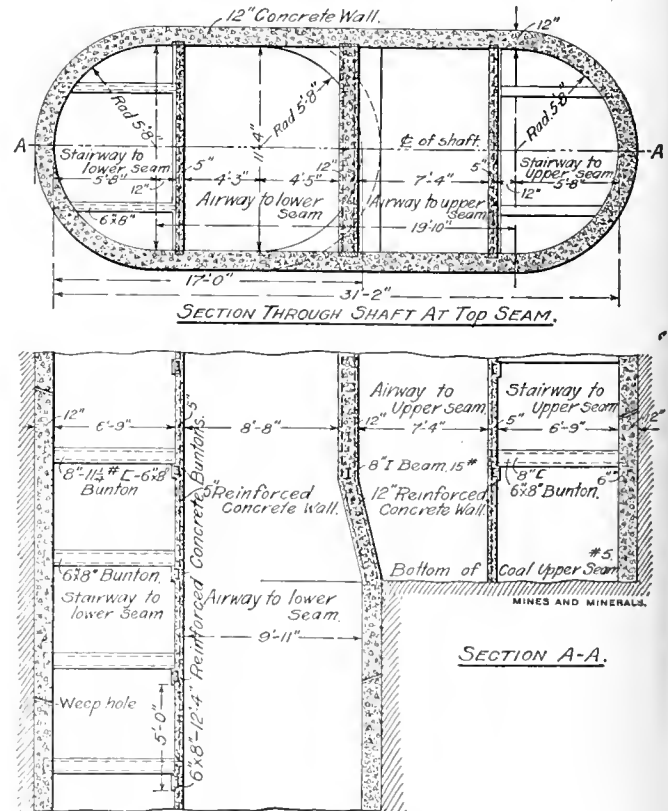 12" Concrete Wall.
12"
Rad 5'8"
11'-4"
Rad 5'8"
℄ of shaft.
Rad 5'8"
A
A
Stairway to
lower seam
5'-8"
12"
6"x8"
5"
4'-3"
4'-5"
12"
Airway to lower
Seam
7'-4"
Airway to upper
seam
5"
12"
Stairway to
upper seam
5'-8"
19'-10"
17'-0"
31'-2"
SECTION THROUGH SHAFT AT TOP SEAM.
12"
6'-9"
5"
8'-8"
Airway to
Upper Seam
12"
7'-4"
Stairway to
Upper Seam
5"
6'-9"
12"
8"-11¼# C-6"x8"
Bunton
5" Reinforced
Concrete Wall.
8" I Beam. 15#
12" Reinforced
Concrete Wall.
8" C
6"
6"x8" Bunton.
6"x8"-12'4" Reinforced Concrete Buntons.
6"x8" Bunton.
Stairway to
lower Seam
Airway to lower
Seam.
9'-11"
Bottom of Coal Upper Seam
#5
MINES AND MINERALS.
SECTION A-A.
Weep hole
5'-0"